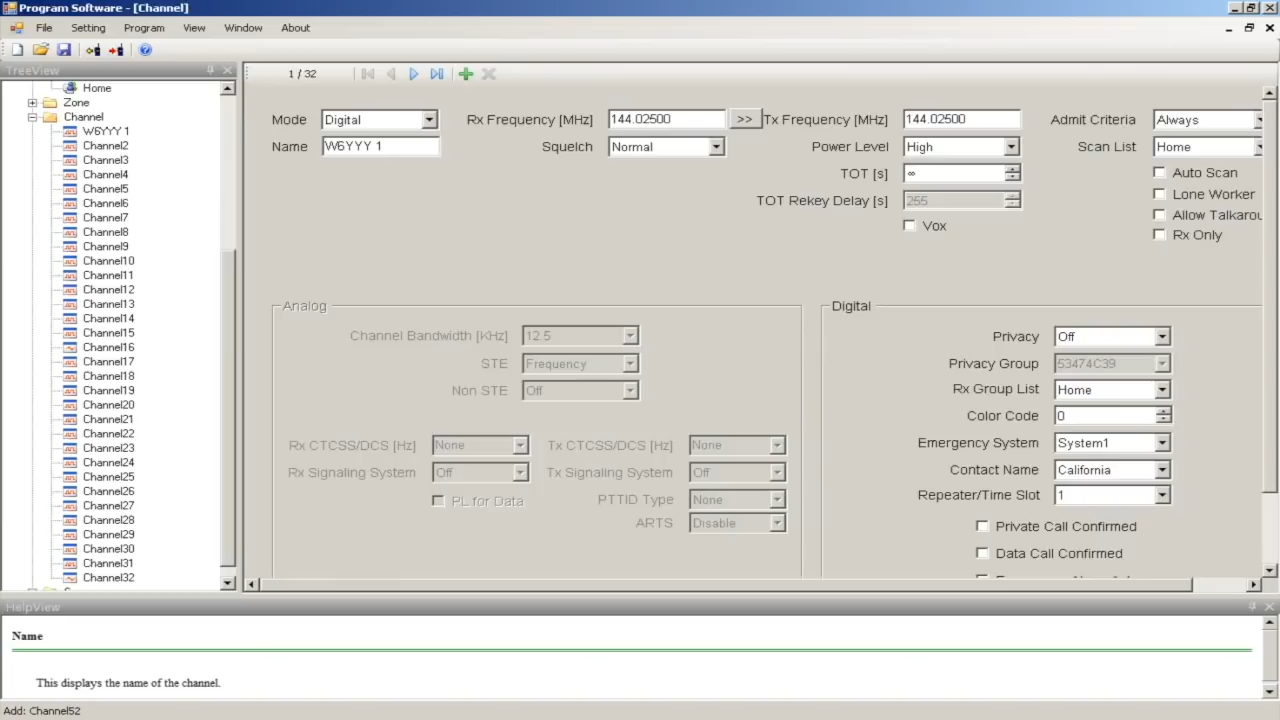 Program Software - [Channel]
File Setting Program View Window About
TreeView
Home
Zone
Channel
W6YYY 1
Channel2
Channel3
Channel4
Channel5
Channel6
Channel7
Channel8
Channel9
Channel10
Channel11
Channel12
Channel13
Channel14
Channel15
Channel16
Channel17
Channel18
Channel19
Channel20
Channel21
Channel22
Channel23
Channel24
Channel25
Channel26
Channel27
Channel28
Channel29
Channel30
Channel31
Channel32
1 / 32
Mode Digital Rx Frequency [MHz] 144.02500 >> Tx Frequency [MHz] 144.02500 Admit Criteria Always
Name W6YYY 1 Squelch Normal Power Level High Scan List Home
TOT [s] ∞ Auto Scan
TOT Rekey Delay [s] 255 Lone Worker
Allow Talkarou
Vox Rx Only
Analog
Channel Bandwidth [KHz] 12.5
STE Frequency
Non STE Off
Rx CTCSS/DCS [Hz] None Tx CTCSS/DCS [Hz] None
Rx Signaling System Off Tx Signaling System Off
PL for Data PTTID Type None
ARTS Disable
Digital
Privacy Off
Privacy Group 53474C39
Rx Group List Home
Color Code 0
Emergency System System1
Contact Name California
Repeater/Time Slot 1
Private Call Confirmed
Data Call Confirmed
HelpView
Name
This displays the name of the channel.
Add: Channel52